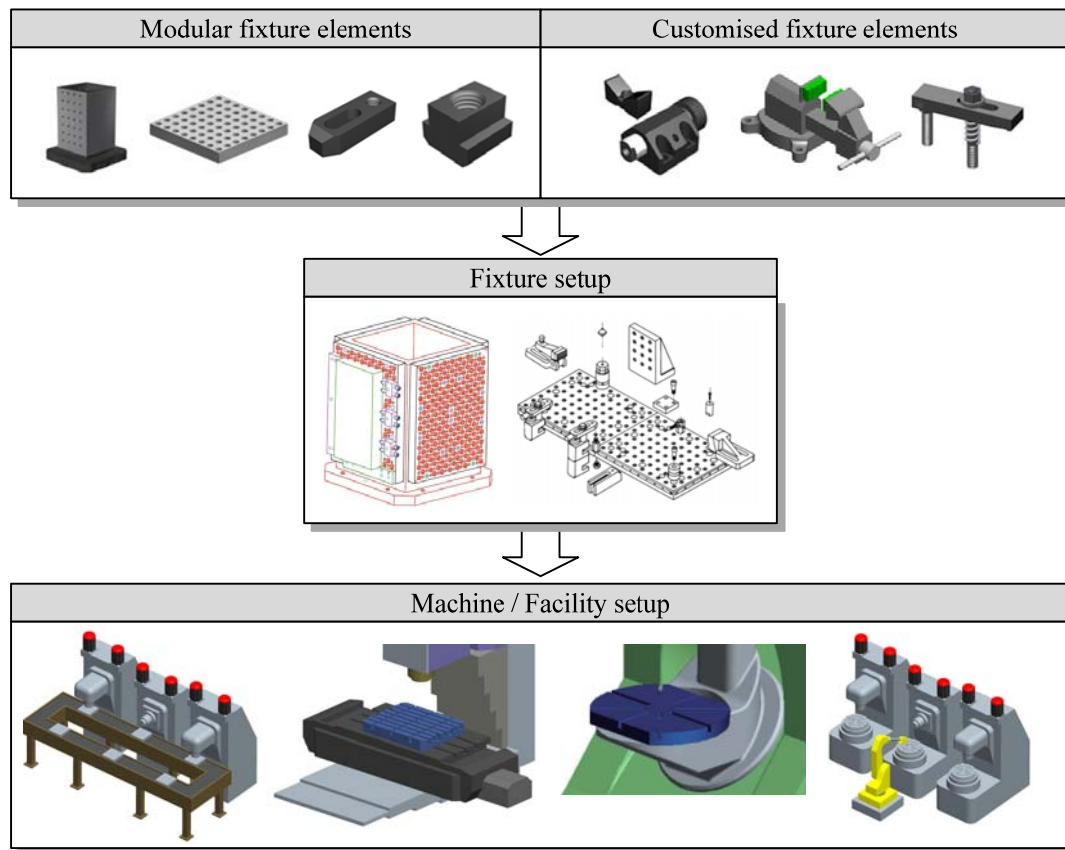 Modular fixture elements
Customised fixture elements
Fixture setup
Machine / Facility setup